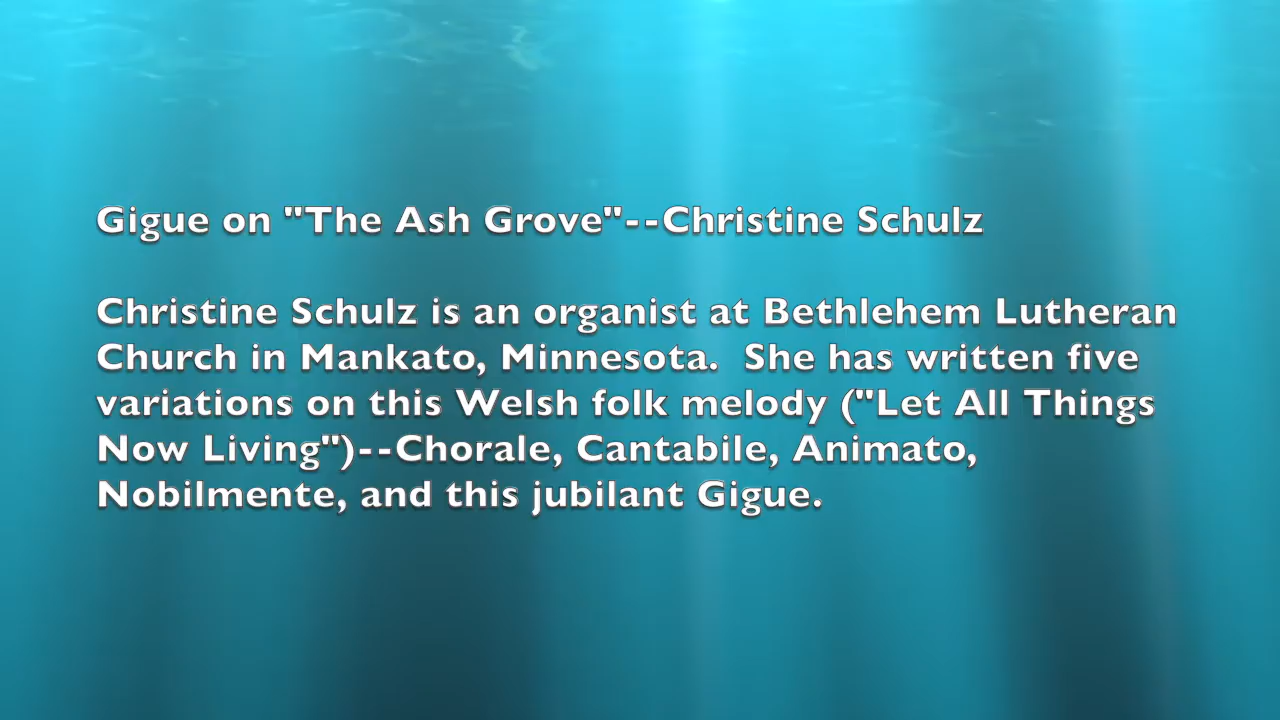 Gigue on "The Ash Grove"--Christine Schulz
Christine Schulz is an organist at Bethlehem Lutheran
Church in Mankato, Minnesota.  She has written five
variations on this Welsh folk melody ("Let All Things
Now Living")--Chorale, Cantabile, Animato,
Nobilmente, and this jubilant Gigue.